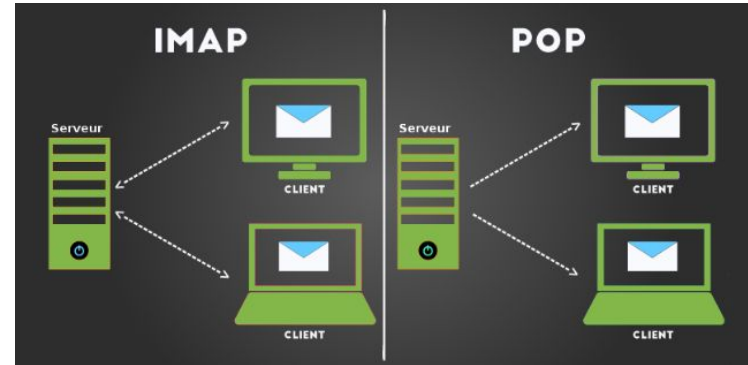 IMAP
Serveur
CLIENT
CLIENT
POP
Serveur
CLIENT
CLIENT